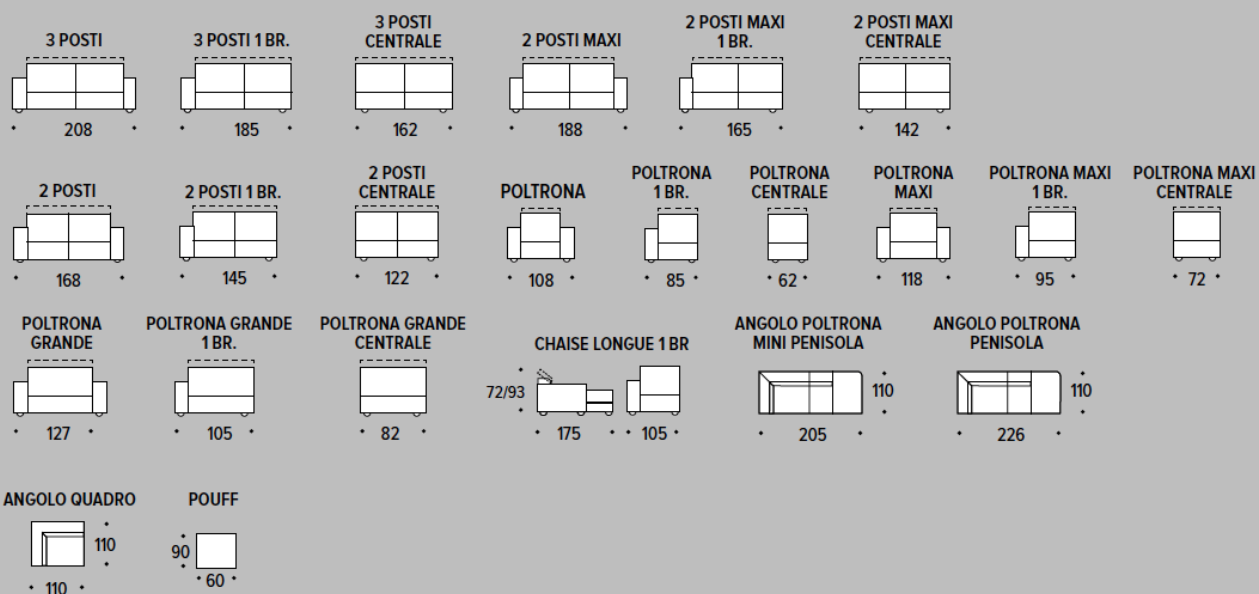 3 POSTI
208
3 POSTI 1 BR.
185
3 POSTI
CENTRALE
162
2 POSTI MAXI
188
2 POSTI MAXI
1 BR.
165
2 POSTI MAXI
CENTRALE
142
2 POSTI
168
2 POSTI 1 BR.
145
2 POSTI
CENTRALE
122
POLTRONA
108
POLTRONA
1 BR.
85
POLTRONA
CENTRALE
62
POLTRONA
MAXI
118
POLTRONA MAXI
1 BR.
95
POLTRONA MAXI
CENTRALE
72
POLTRONA
GRANDE
127
POLTRONA GRANDE
1 BR.
105
POLTRONA GRANDE
CENTRALE
82
CHAISE LONGUE 1 BR
72/93
175
105
ANGOLO POLTRONA
MINI PENISOLA
110
205
ANGOLO POLTRONA
PENISOLA
110
226
ANGOLO QUADRO
110
110
POUFF
90
60